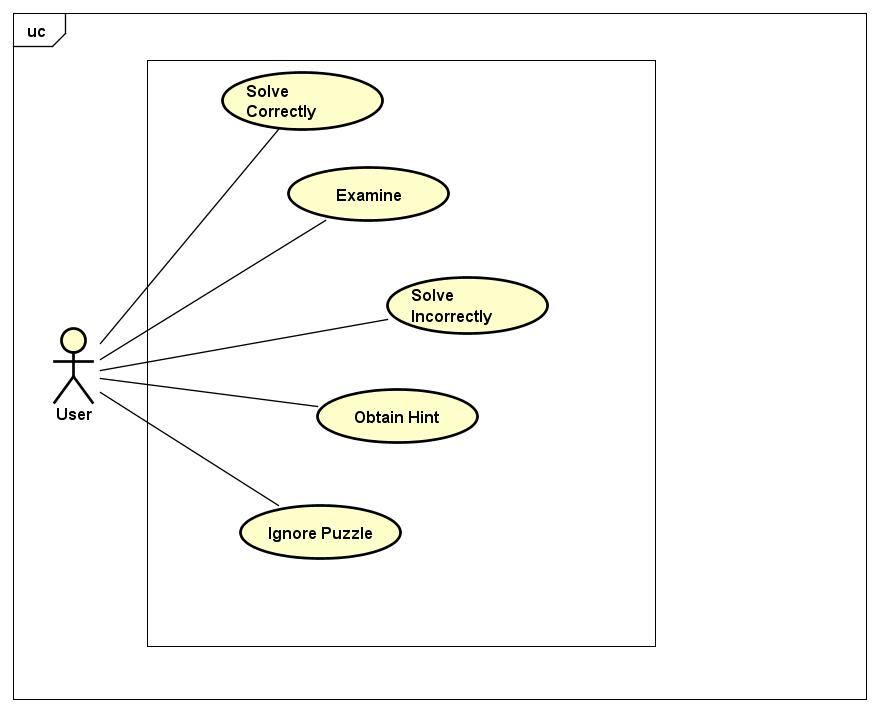 uc
Solve
Correctly
Examine
Solve
Incorrectly
User
Obtain Hint
Ignore Puzzle